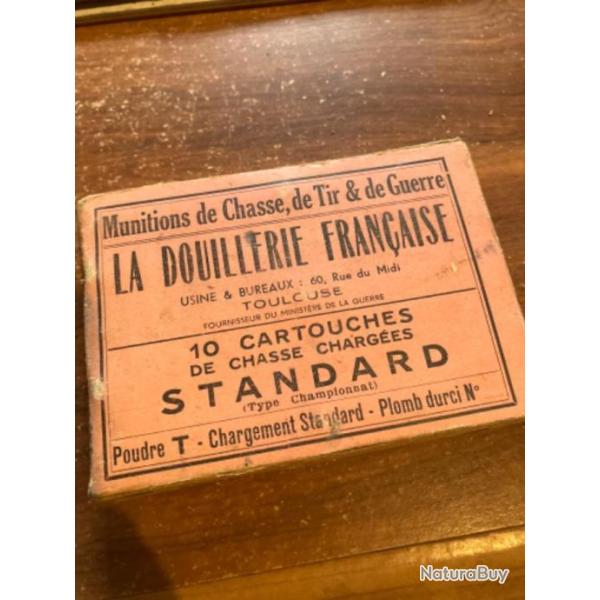 Munitions de Chasse, de Tir & de Guerre
LA DOUILLERIE FRANÇAISE
USINE & BUREAUX : 60, Rue du Midi
TOULOUSE
FOURNISSEUR DU MINISTÈRE DE LA GUERRE
10 CARTOUCHES
DE CHASSE CHARGÉES
STANDARD
(Type Championnat)
Poudre T - Chargement Standard - Plomb durci N°
NaturaBuy